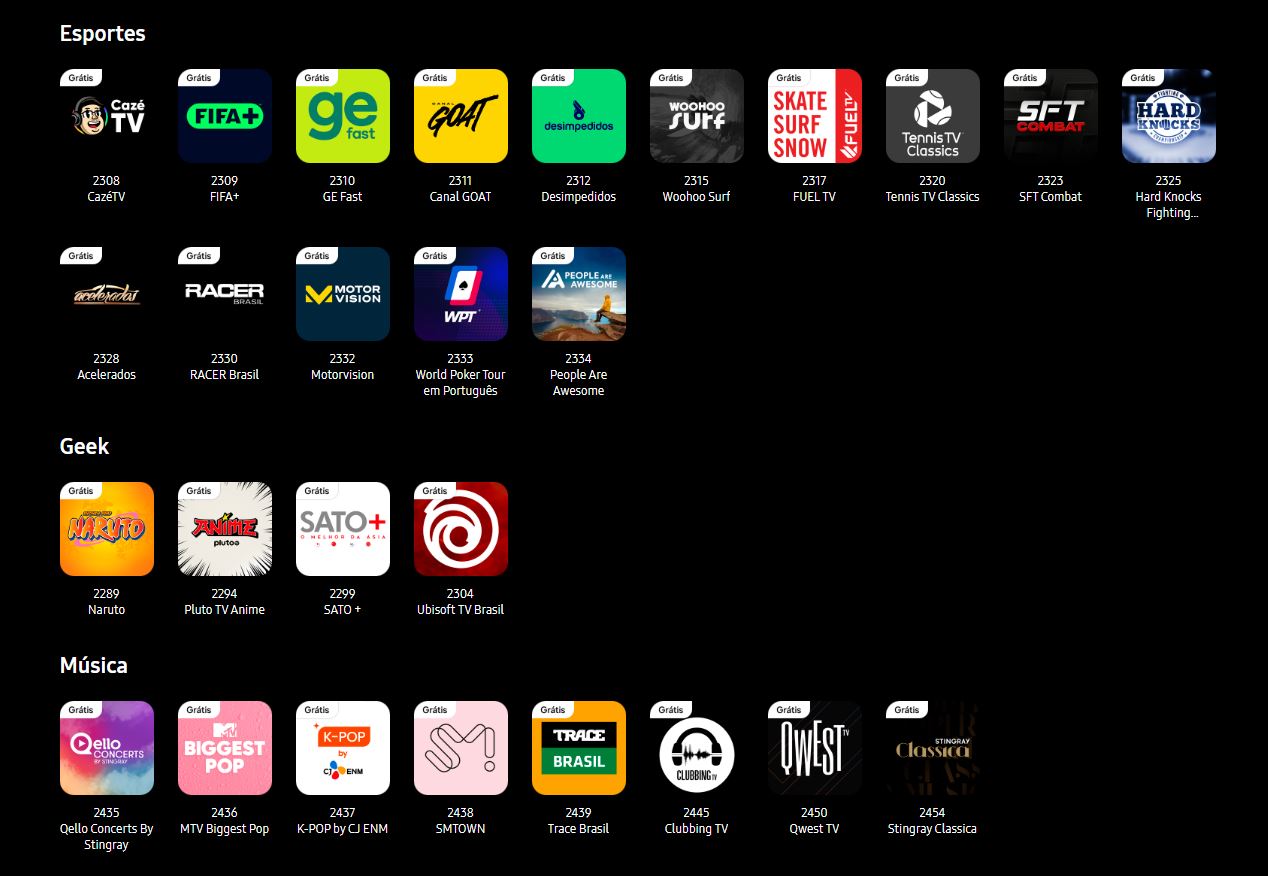 Esportes
Grátis Grátis Grátis Grátis Grátis Grátis Grátis Grátis Grátis Grátis
Cazé
TV
FIFA+
ge
fast
CANAL
GOAT
desimpedidos
WOOHOO
SURF
SKATE
SURF
SNOW
FUEL TV
TennisTV
Classics
SFT
COMBAT
FIGHTING
HARD
KNOCKS
CHAMPIONSHIP
2308 2309 2310 2311 2312 2315 2317 2320 2323 2325
CazéTV FIFA+ GE Fast Canal GOAT Desimpedidos Woohoo Surf FUEL TV Tennis TV Classics SFT Combat Hard Knocks
Fighting...
Grátis Grátis Grátis Grátis Grátis
acelerados
RACER
BRASIL
MOTOR
VISION
WPT
PEOPLE ARE
AWESOME
2328 2330 2332 2333 2334
Acelerados RACER Brasil Motorvision World Poker Tour People Are
em Português Awesome
Geek
Grátis Grátis Grátis Grátis
NARUTO
ANIME
pluto
SATO+
O MELHOR DA ÁSIA
2289 2294 2299 2304
Naruto Pluto TV Anime SATO + Ubisoft TV Brasil
Música
Grátis Grátis Grátis Grátis Grátis Grátis Grátis Grátis
Qello
CONCERTS
BY STINGRAY
MTV
BIGGEST
POP
K-POP
by
CJ ENM
SM!
TRACE
BRASIL
CLUBBING TV
QWEST TV
STINGRAY
Classica
2435 2436 2437 2438 2439 2445 2450 2454
Qello Concerts By MTV Biggest Pop K-POP by CJ ENM SMTOWN Trace Brasil Clubbing TV Qwest TV Stingray Classica
Stingray